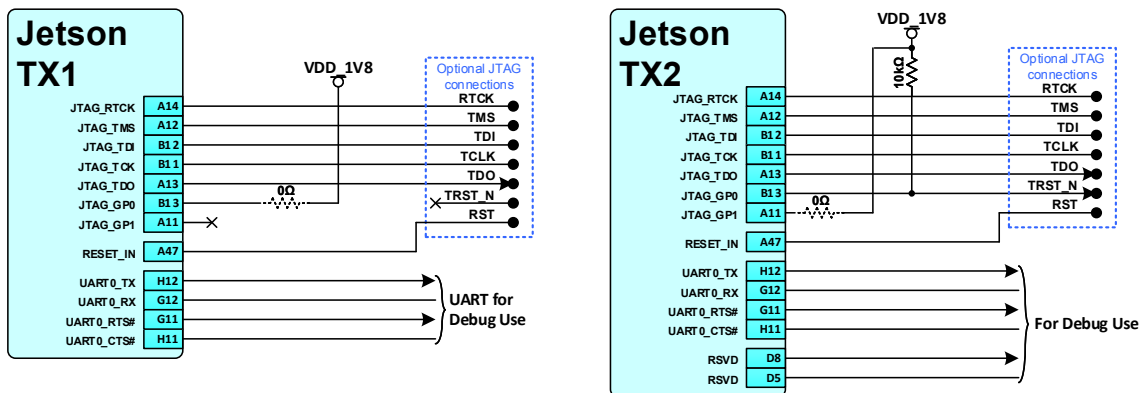 Jetson
TX1
VDD_1V8
Optional JTAG
connections
JTAG_RTCK A14 RTCK
JTAG_TMS A12 TMS
JTAG_TDI B12 TDI
JTAG_TCK B11 TCLK
JTAG_TDO A13 TDO
JTAG_GP0 B13 0Ω TRST_N
JTAG_GP1 A11 RST
RESET_IN A47
UART0_TX H12
UART0_RX G12
UART0_RTS# G11
UART0_CTS# H11
UART for
Debug Use
Jetson
TX2
VDD_1V8
10kΩ
Optional JTAG
connections
JTAG_RTCK A14 RTCK
JTAG_TMS A12 TMS
JTAG_TDI B12 TDI
JTAG_TCK B11 TCLK
JTAG_TDO A13 TDO
JTAG_GP0 B13 TRST_N
JTAG_GP1 A11 0Ω RST
RESET_IN A47
UART0_TX H12
UART0_RX G12
UART0_RTS# G11
UART0_CTS# H11
RSVD D8
RSVD D5
For Debug Use